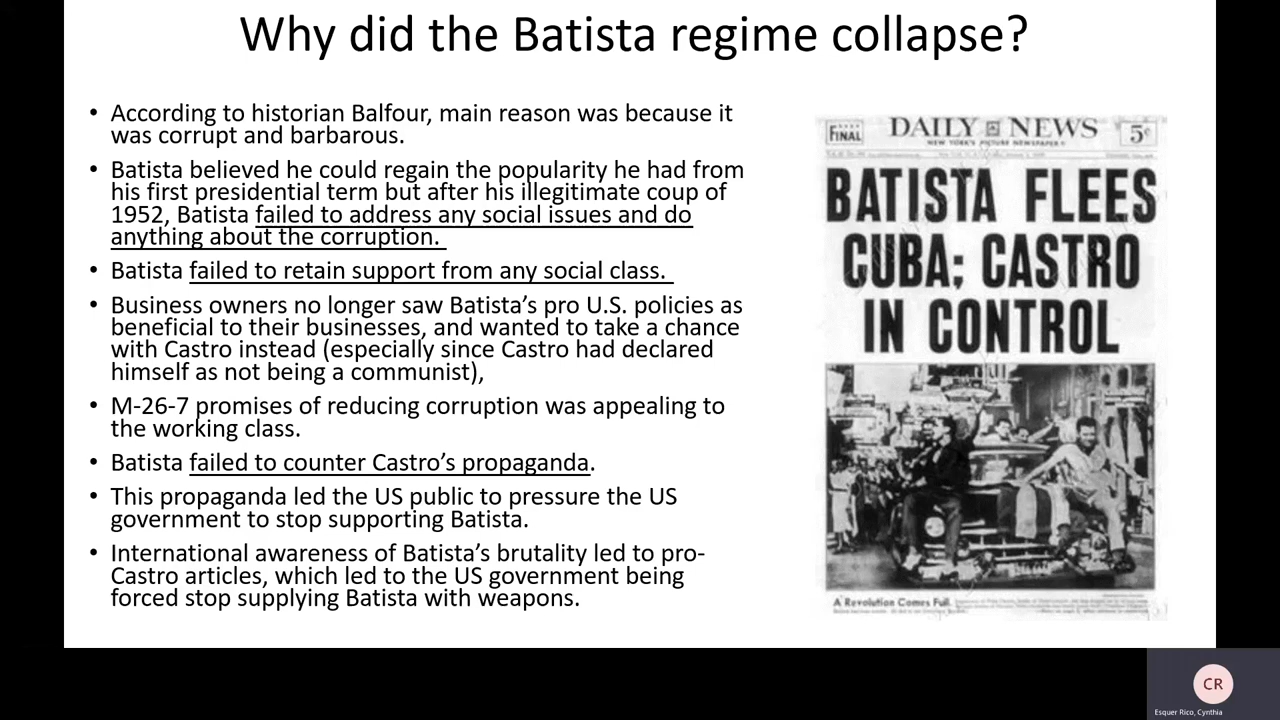 Why did the Batista regime collapse?
• According to historian Balfour, main reason was because it
was corrupt and barbarous.
• Batista believed he could regain the popularity he had from
his first presidential term but after his illegitimate coup of
1952, Batista failed to address any social issues and do
anything about the corruption.
• Batista failed to retain support from any social class.
• Business owners no longer saw Batista's pro U.S. policies as
beneficial to their businesses, and wanted to take a chance
with Castro instead (especially since Castro had declared
himself as not being a communist),
• M-26-7 promises of reducing corruption was appealing to
the working class.
• Batista failed to counter Castro's propaganda.
• This propaganda led the US public to pressure the US
government to stop supporting Batista.
• International awareness of Batista's brutality led to pro-
Castro articles, which led to the US government being
forced stop supplying Batista with weapons.
FINAL
DAILY NEWS
5¢
NEW YORK'S PICTURE NEWSPAPER
BATISTA FLEES
CUBA; CASTRO
IN CONTROL
A Revolution Comes Full.
CR
Esquer Rico, Cynthia